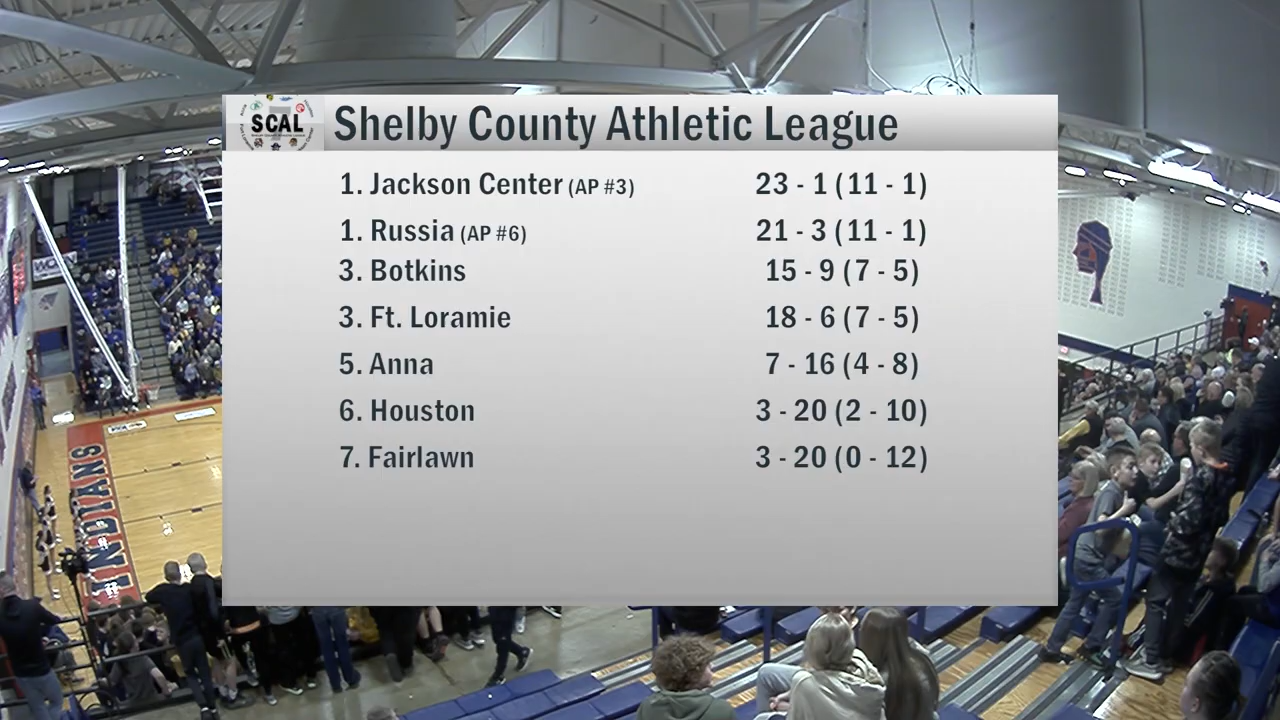 SCAL
Shelby County Athletic League
1. Jackson Center (AP #3) 23 - 1 (11 - 1)
1. Russia (AP #6) 21 - 3 (11 - 1)
3. Botkins 15 - 9 (7 - 5)
3. Ft. Loramie 18 - 6 (7 - 5)
5. Anna 7 - 16 (4 - 8)
6. Houston 3 - 20 (2 - 10)
7. Fairlawn 3 - 20 (0 - 12)
INDIANS